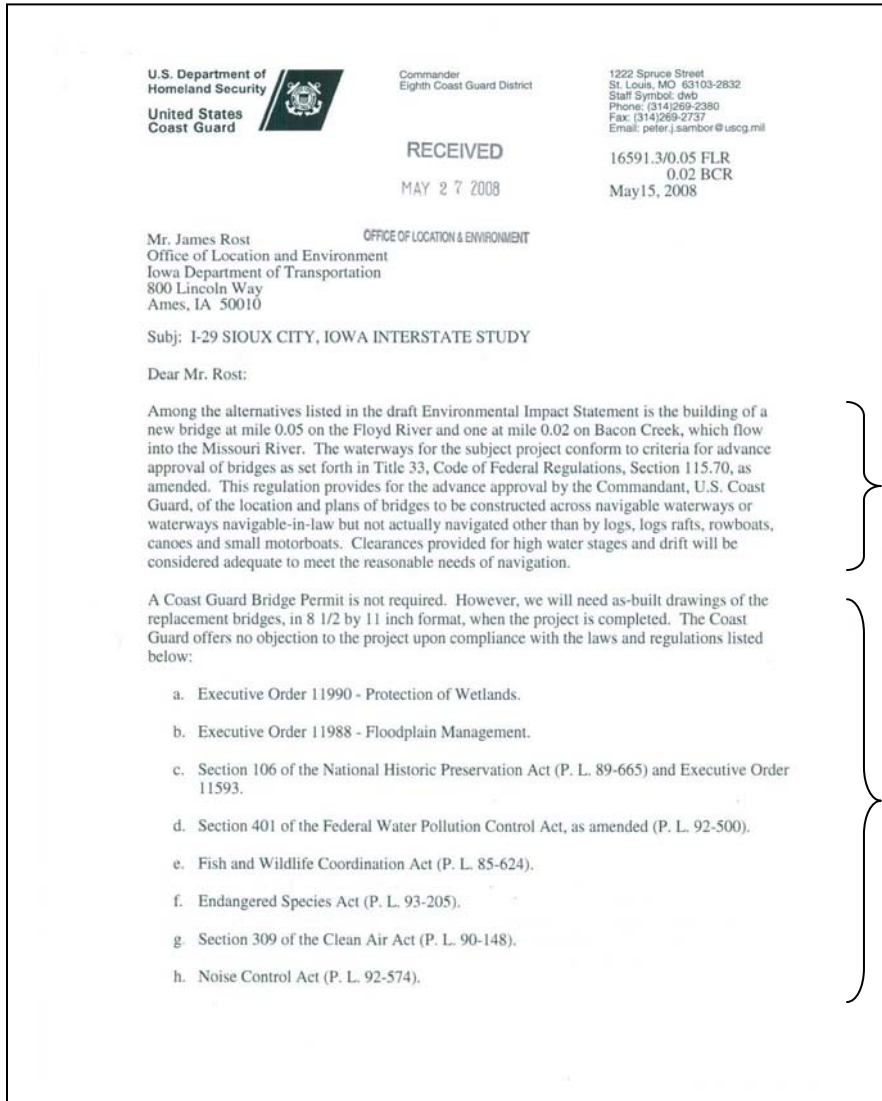 U.S. Department of
Homeland Security
United States
Coast Guard
Commander
Eighth Coast Guard District
1222 Spruce Street
St. Louis, MO 63103-2832
Staff Symbol: dwb
Phone: (314)269-2380
Fax: (314)269-2737
Email: peter.j.sambor@uscg.mil
RECEIVED
MAY 27 2008
OFFICE OF LOCATION & ENVIRONMENT
16591.3/0.05 FLR
0.02 BCR
May15, 2008
Mr. James Rost
Office of Location and Environment
Iowa Department of Transportation
800 Lincoln Way
Ames, IA 50010
Subj: I-29 SIOUX CITY, IOWA INTERSTATE STUDY
Dear Mr. Rost:
Among the alternatives listed in the draft Environmental Impact Statement is the building of a
new bridge at mile 0.05 on the Floyd River and one at mile 0.02 on Bacon Creek, which flow
into the Missouri River. The waterways for the subject project conform to criteria for advance
approval of bridges as set forth in Title 33, Code of Federal Regulations, Section 115.70, as
amended. This regulation provides for the advance approval by the Commandant, U.S. Coast
Guard, of the location and plans of bridges to be constructed across navigable waterways or
waterways navigable-in-law but not actually navigated other than by logs, logs rafts, rowboats,
canoes and small motorboats. Clearances provided for high water stages and drift will be
considered adequate to meet the reasonable needs of navigation.
A Coast Guard Bridge Permit is not required. However, we will need as-built drawings of the
replacement bridges, in 8 1/2 by 11 inch format, when the project is completed. The Coast
Guard offers no objection to the project upon compliance with the laws and regulations listed
below:
a. Executive Order 11990 - Protection of Wetlands.
b. Executive Order 11988 - Floodplain Management.
c. Section 106 of the National Historic Preservation Act (P. L. 89-665) and Executive Order
11593.
d. Section 401 of the Federal Water Pollution Control Act, as amended (P. L. 92-500).
e. Fish and Wildlife Coordination Act (P. L. 85-624).
f. Endangered Species Act (P. L. 93-205).
g. Section 309 of the Clean Air Act (P. L. 90-148).
h. Noise Control Act (P. L. 92-574).